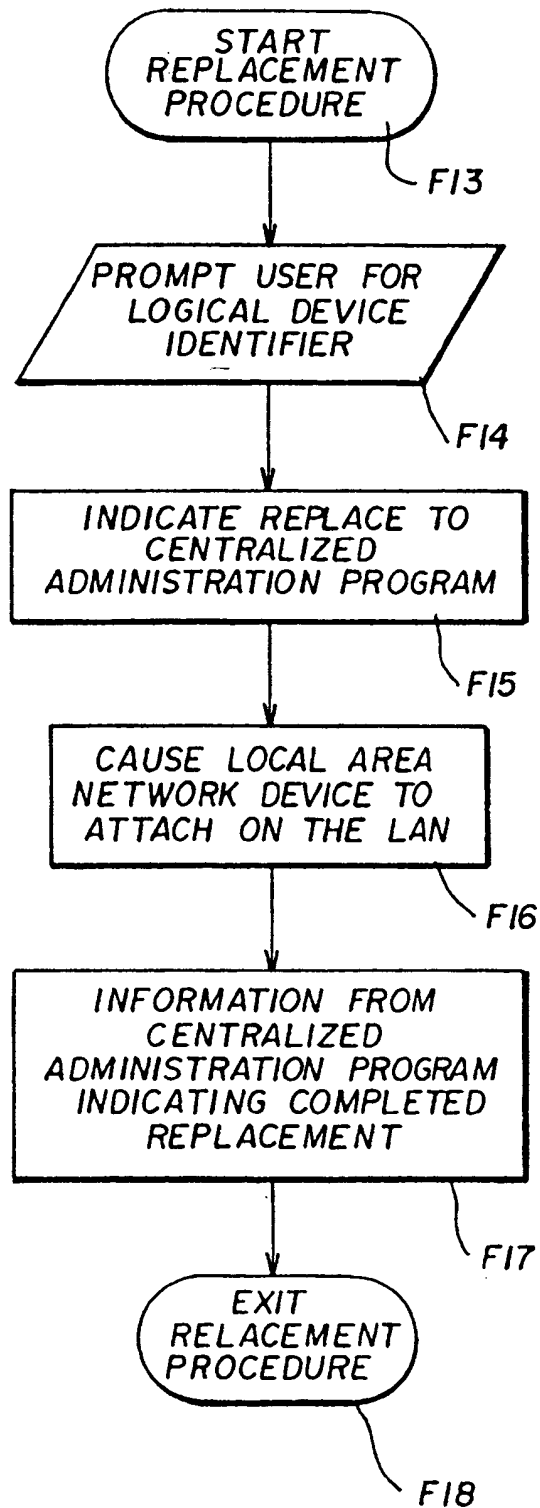 START
REPLACEMENT
PROCEDURE
F13
PROMPT USER FOR
LOGICAL DEVICE
IDENTIFIER
F14
INDICATE REPLACE TO
CENTRALIZED
ADMINISTRATION PROGRAM
F15
CAUSE LOCAL AREA
NETWORK DEVICE TO
ATTACH ON THE LAN
F16
INFORMATION FROM
CENTRALIZED
ADMINISTRATION PROGRAM
INDICATING COMPLETED
REPLACEMENT
F17
EXIT
RELACEMENT
PROCEDURE
F18